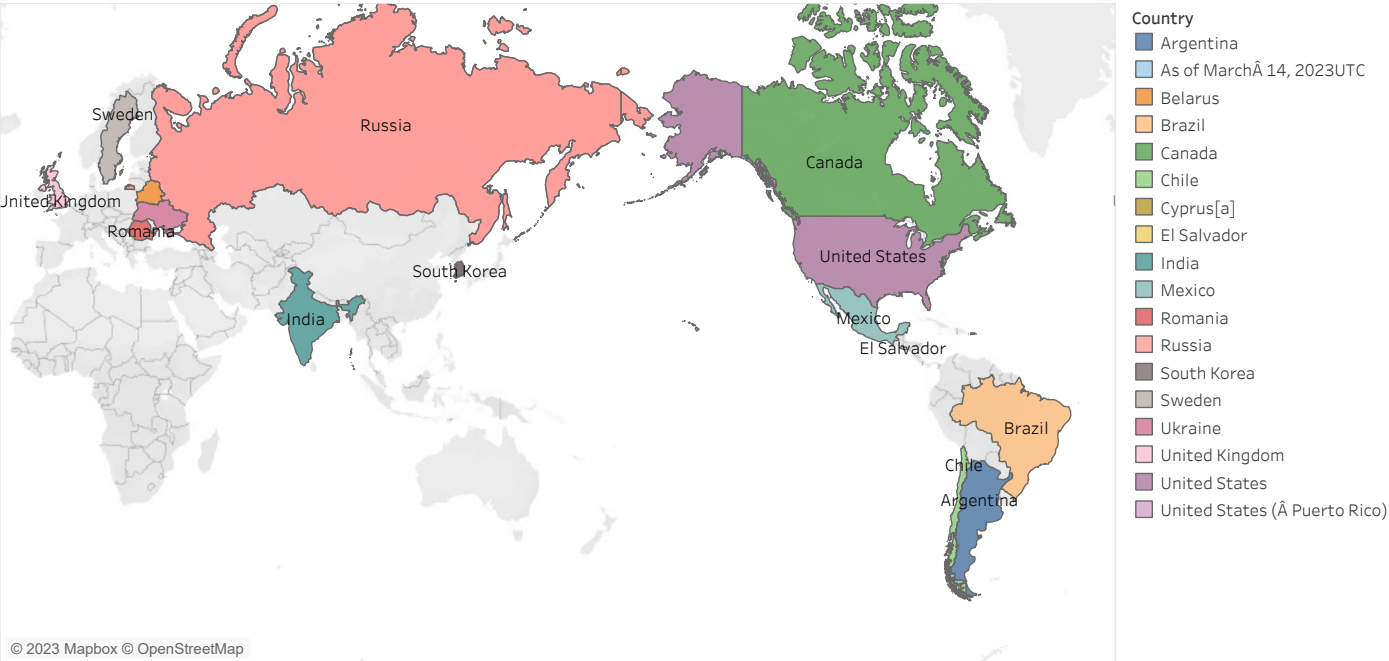 Sweden
Russia
United Kingdom
Romania
South Korea
India
Canada
United States
Mexico
El Salvador
Brazil
Chile
Argentina
© 2023 Mapbox © OpenStreetMap
Country
Argentina
As of MarchÂ 14, 2023UTC
Belarus
Brazil
Canada
Chile
Cyprus[a]
El Salvador
India
Mexico
Romania
Russia
South Korea
Sweden
Ukraine
United Kingdom
United States
United States (Â Puerto Rico)